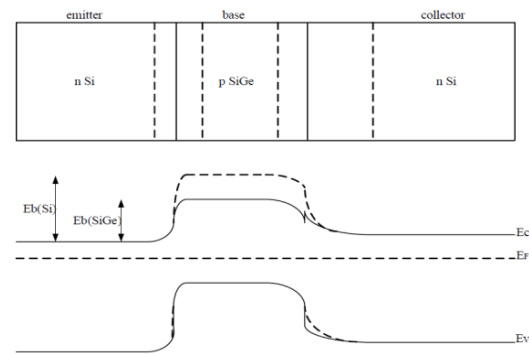 emitter base collector
n Si p SiGe n Si
Eb(Si)
Eb(SiGe)
Ec
EF
Ev